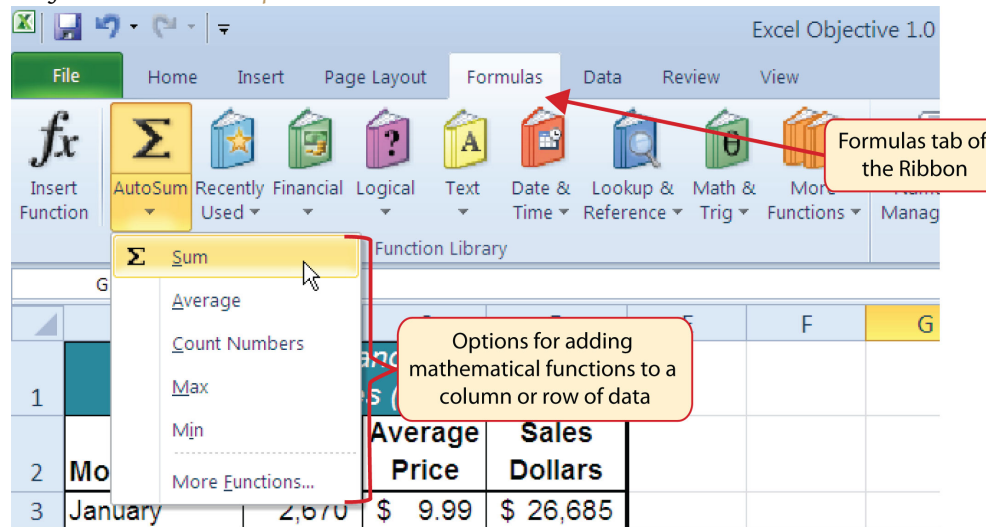 Excel Objective 1.0
File Home Insert Page Layout Formulas Data Review View
fx Σ ? A θ
Insert Function
AutoSum
Recently Used
Financial
Logical
Text
Date & Time
Lookup & Reference
Math & Trig
More Functions
Manag
Formulas tab of
the Ribbon
Function Library
Σ Sum
Average
Count Numbers
Max
Min
More Functions...
Options for adding
mathematical functions to a
column or row of data
G
F G
1
2 Mo Average Price Sales Dollars
3 January 2,670 $ 9.99 $ 26,685